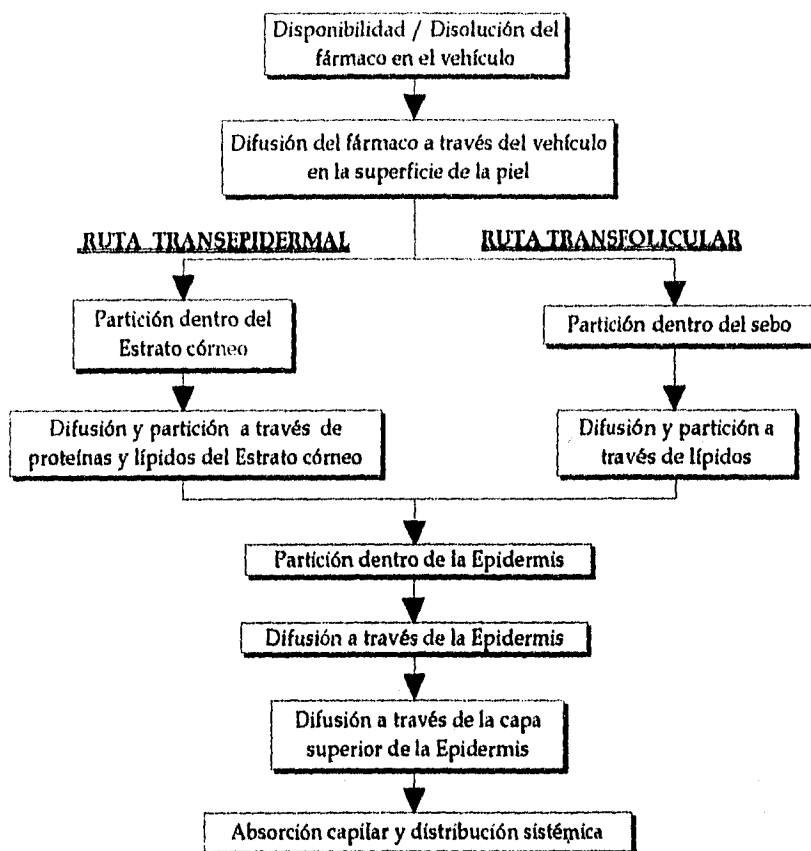 Disponibilidad / Disolución del
fármaco en el vehículo
Difusión del fármaco a través del vehículo
en la superficie de la piel
RUTA TRANSEPIDERMAL
RUTA TRANSFOLICULAR
Partición dentro del
Estrato córneo
Partición dentro del sebo
Difusión y partición a través de
proteínas y lípidos del Estrato córneo
Difusión y partición a
través de lípidos
Partición dentro de la Epidermis
Difusión a través de la Epidermis
Difusión a través de la capa
superior de la Epidermis
Absorción capilar y distribución sistémica